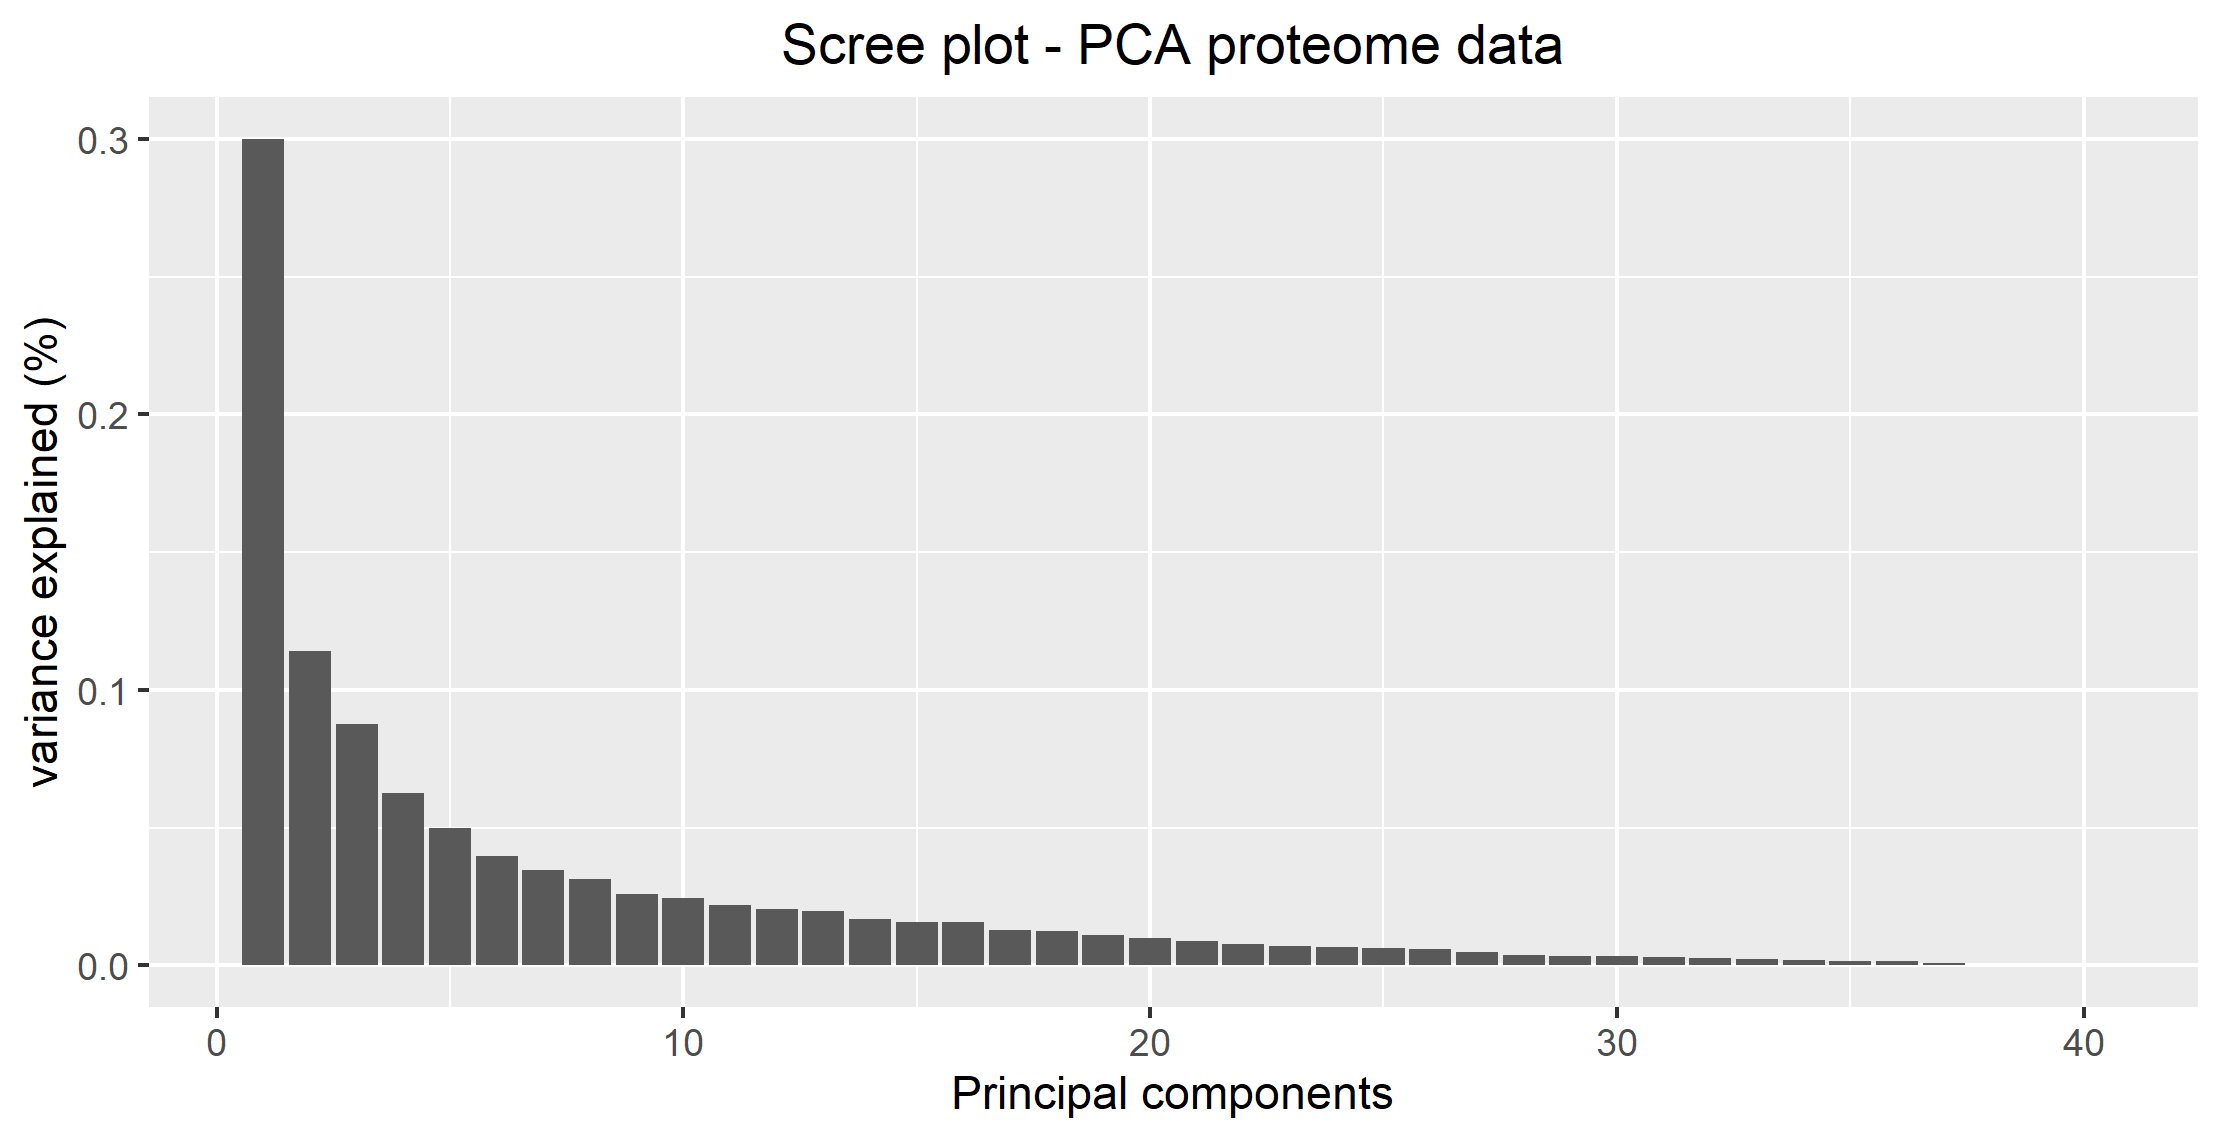 Scree plot - PCA proteome data
variance explained (%)
0.3
0.2
0.1
0.0
0 10 20 30 40
Principal components